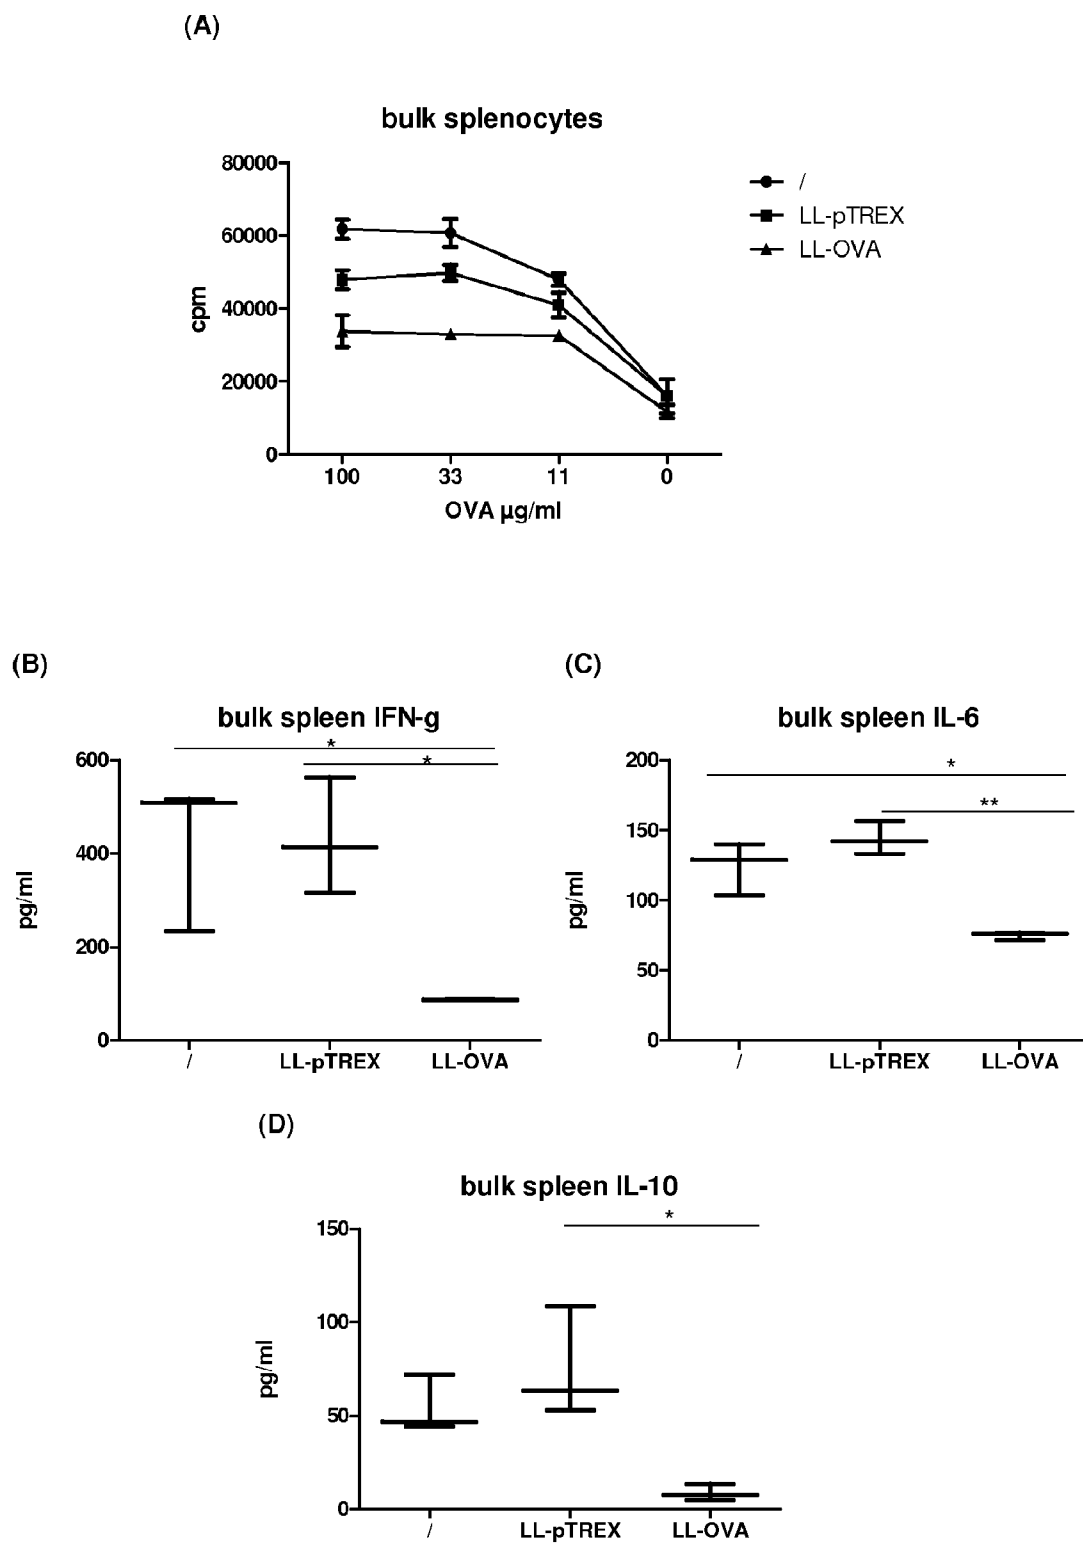 (A)
bulk splenocytes
80000
60000
40000
20000
0
cpm
100 33 11 0
OVA µg/ml
/
LL-pTREX
LL-OVA
(B)
bulk spleen IFN-g
*
*
600
400
200
0
pg/ml
/ LL-pTREX LL-OVA
(C)
bulk spleen IL-6
*
**
200
150
100
50
0
pg/ml
/ LL-pTREX LL-OVA
(D)
bulk spleen IL-10
*
150
100
50
0
pg/ml
/ LL-pTREX LL-OVA